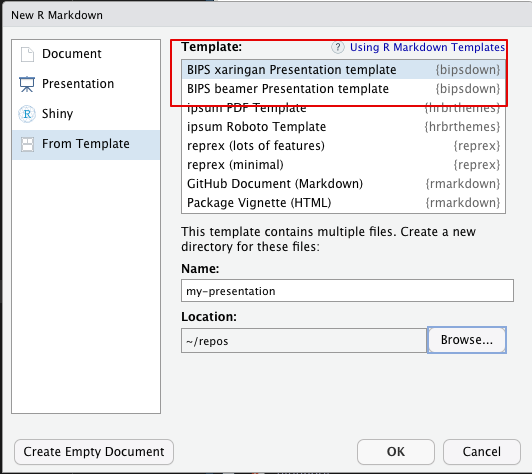 New R Markdown
Document
Presentation
Shiny
From Template
Template:
? Using R Markdown Templates
BIPS xaringan Presentation template {bipsdown}
BIPS beamer Presentation template {bipsdown}
ipsum PDF Template {hrbrthemes}
ipsum Roboto Template {hrbrthemes}
reprex (lots of features) {reprex}
reprex (minimal) {reprex}
GitHub Document (Markdown) {rmarkdown}
Package Vignette (HTML) {rmarkdown}
This template contains multiple files. Create a new
directory for these files:
Name:
my-presentation
Location:
~/repos
Browse...
Create Empty Document
OK
Cancel